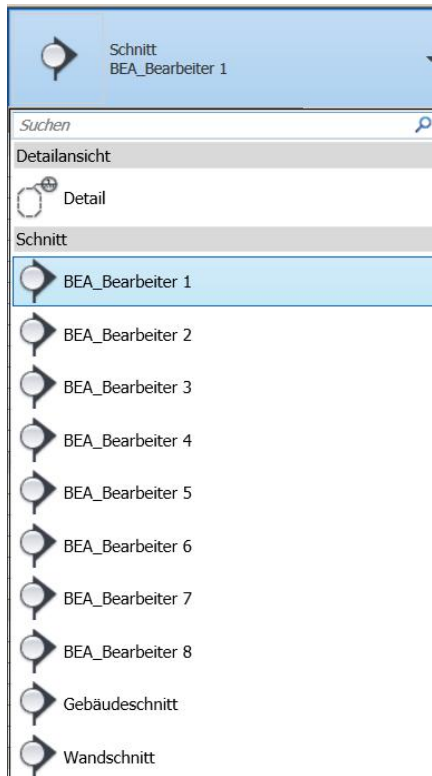 Schnitt
BEA_Bearbeiter 1
Suchen
Detailansicht
Detail
Schnitt
BEA_Bearbeiter 1
BEA_Bearbeiter 2
BEA_Bearbeiter 3
BEA_Bearbeiter 4
BEA_Bearbeiter 5
BEA_Bearbeiter 6
BEA_Bearbeiter 7
BEA_Bearbeiter 8
Gebäudeschnitt
Wandschnitt